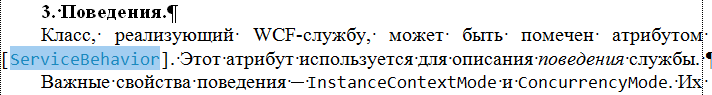 3. Поведения.¶
Класс, реализующий WCF-службу, может быть помечен атрибутом
[ServiceBehavior]. Этот атрибут используется для описания поведения службы. ¶
Важные свойства поведения — InstanceContextMode и ConcurrencyMode. Их